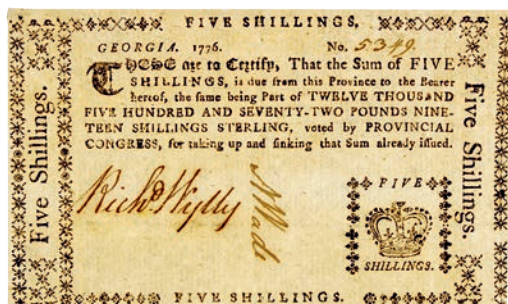 FIVE SHILLINGS.
GEORGIA. 1776. No. 5349.
THESE are to Certify, That the Sum of FIVE
SHILLINGS, is due from this Province to the Bearer
hereof, the same being Part of TWELVE THOUSAND
FIVE HUNDRED AND SEVENTY-TWO POUNDS NINE-
TEEN SHILLINGS STERLING, voted by PROVINCIAL
CONGRESS, for taking up and sinking that Sum already issued.
Five Shillings.
Five Shillings.
Richd Wylly
N Wade
FIVE
SHILLINGS.
FIVE SHILLINGS.